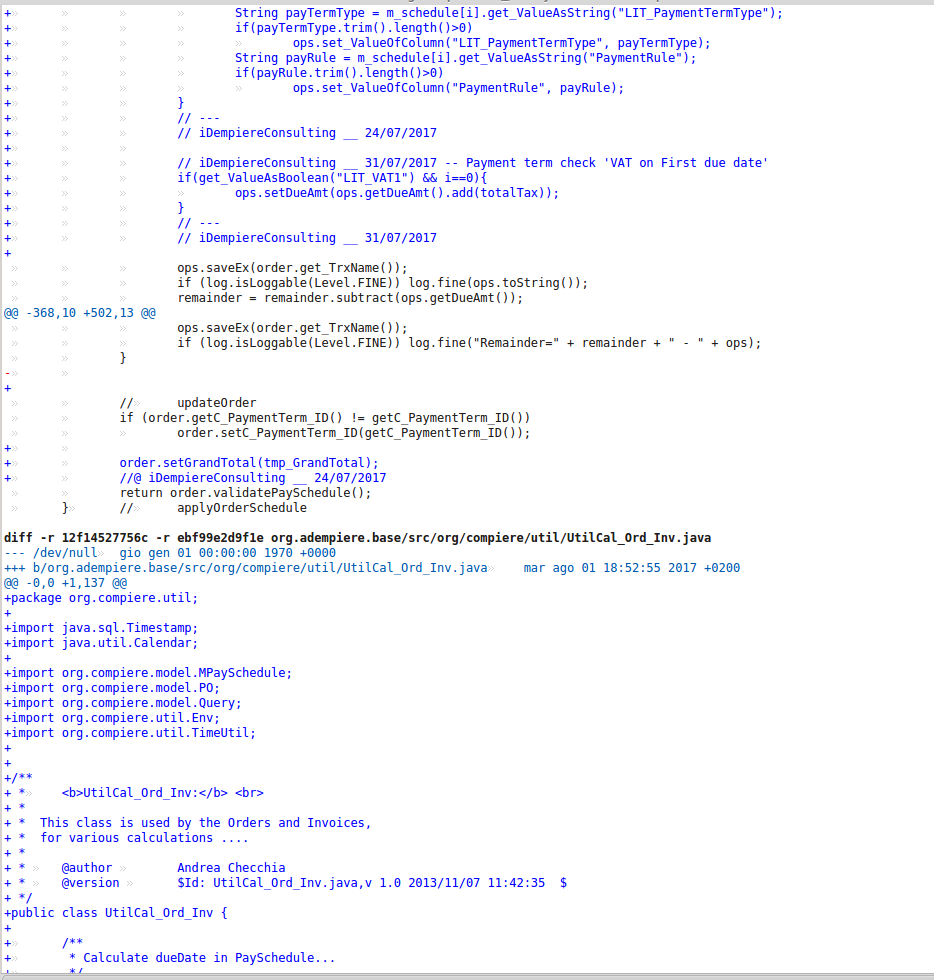 +»	»	»	»	String payTermType = m_schedule[i].get_ValueAsString("LIT_PaymentTermType");
+»	»	»	»	if(payTermType.trim().length()>0)
+»	»	»	»	»	ops.set_ValueOfColumn("LIT_PaymentTermType", payTermType);
+»	»	»	»	String payRule = m_schedule[i].get_ValueAsString("PaymentRule");
+»	»	»	»	if(payRule.trim().length()>0)
+»	»	»	»	»	ops.set_ValueOfColumn("PaymentRule", payRule);
+»	»	»	}
+»	»	»	// ---
+»	»	»	// iDempiereConsulting __ 24/07/2017
+»	»	»
+»	»	»	// iDempiereConsulting __ 31/07/2017 -- Payment term check 'VAT on First due date'
+»	»	»	if(get_ValueAsBoolean("LIT_VAT1") && i==0){
+»	»	»	»	ops.setDueAmt(ops.getDueAmt().add(totalTax));
+»	»	»	}
+»	»	»	// ---
+»	»	»	// iDempiereConsulting __ 31/07/2017
+
 »	»	»	ops.saveEx(order.get_TrxName());
 »	»	»	if (log.isLoggable(Level.FINE)) log.fine(ops.toString());
 »	»	»	remainder = remainder.subtract(ops.getDueAmt());
@@ -368,10 +502,13 @@
 »	»	»	ops.saveEx(order.get_TrxName());
 »	»	»	if (log.isLoggable(Level.FINE)) log.fine("Remainder=" + remainder + " - " + ops);
 »	»	}
-»	»
+
 »	»	//»	updateOrder
 »	»	if (order.getC_PaymentTerm_ID() != getC_PaymentTerm_ID())
 »	»	»	order.setC_PaymentTerm_ID(getC_PaymentTerm_ID());
+»	»
+»	»	order.setGrandTotal(tmp_GrandTotal);
+»	»	//@ iDempiereConsulting __ 24/07/2017
 »	»	return order.validatePaySchedule();
 »	}»	//»	applyOrderSchedule
diff -r 12f14527756c -r ebf99e2d9f1e org.adempiere.base/src/org/compiere/util/UtilCal_Ord_Inv.java
--- /dev/null»	gio gen 01 00:00:00 1970 +0000
+++ b/org.adempiere.base/src/org/compiere/util/UtilCal_Ord_Inv.java»	mar ago 01 18:52:55 2017 +0200
@@ -0,0 +1,137 @@
+package org.compiere.util;
+
+import java.sql.Timestamp;
+import java.util.Calendar;
+
+import org.compiere.model.MPaySchedule;
+import org.compiere.model.PO;
+import org.compiere.model.Query;
+import org.compiere.util.Env;
+import org.compiere.util.TimeUtil;
+
+
+/**
+ *»	<b>UtilCal_Ord_Inv:</b> <br>
+ *
+ *  This class is used by the Orders and Invoices,
+ *  for various calculations ....
+ *
+ * »	@author »	Andrea Checchia
+ * »	@version »	$Id: UtilCal_Ord_Inv.java,v 1.0 2013/11/07 11:42:35  $
+ */
+public class UtilCal_Ord_Inv {
+
+»	/**
+»	 * Calculate dueDate in PaySchedule...
+»	 */